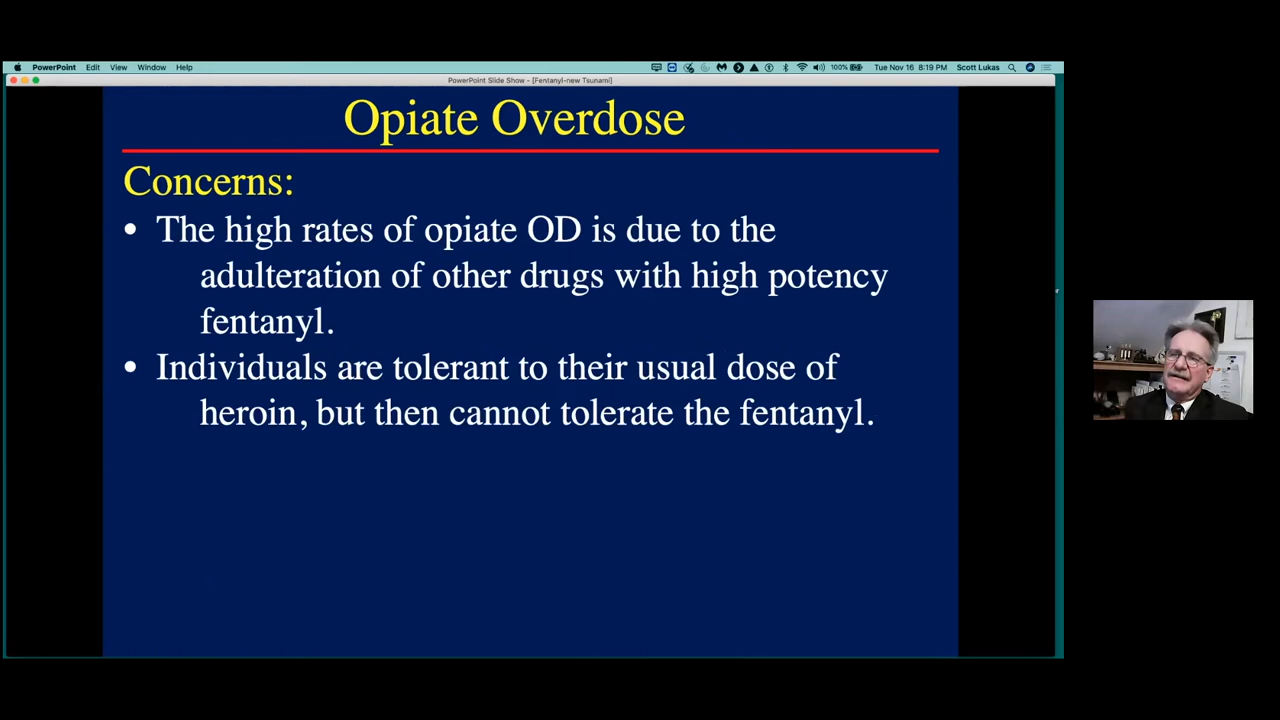 PowerPoint Edit View Window Help
100% Tue Nov 16 8:19 PM Scott Lukas
PowerPoint Slide Show - [Fentanyl-new Tsunami]
Opiate Overdose
Concerns:
• The high rates of opiate OD is due to the
adulteration of other drugs with high potency
fentanyl.
• Individuals are tolerant to their usual dose of
heroin, but then cannot tolerate the fentanyl.